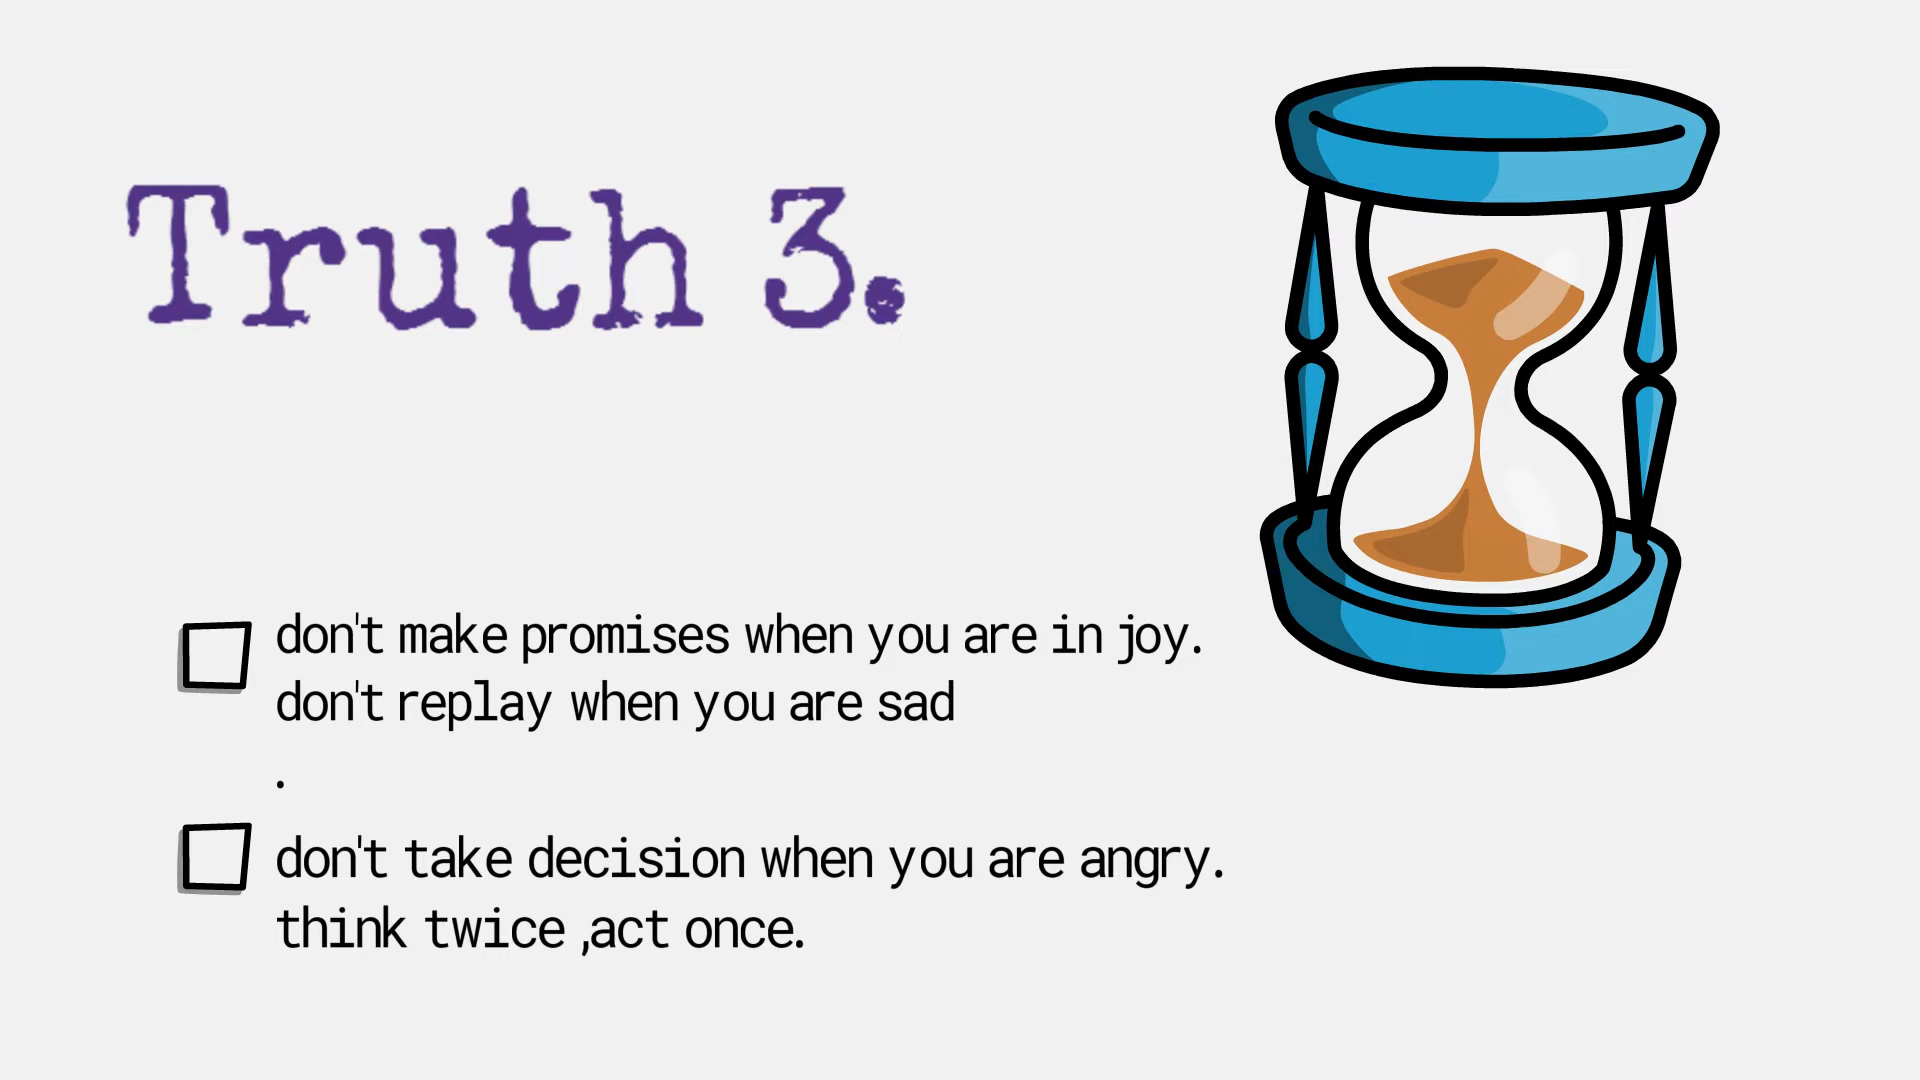 Truth 3.
don't make promises when you are in joy.
don't replay when you are sad
.
don't take decision when you are angry.
think twice ,act once.